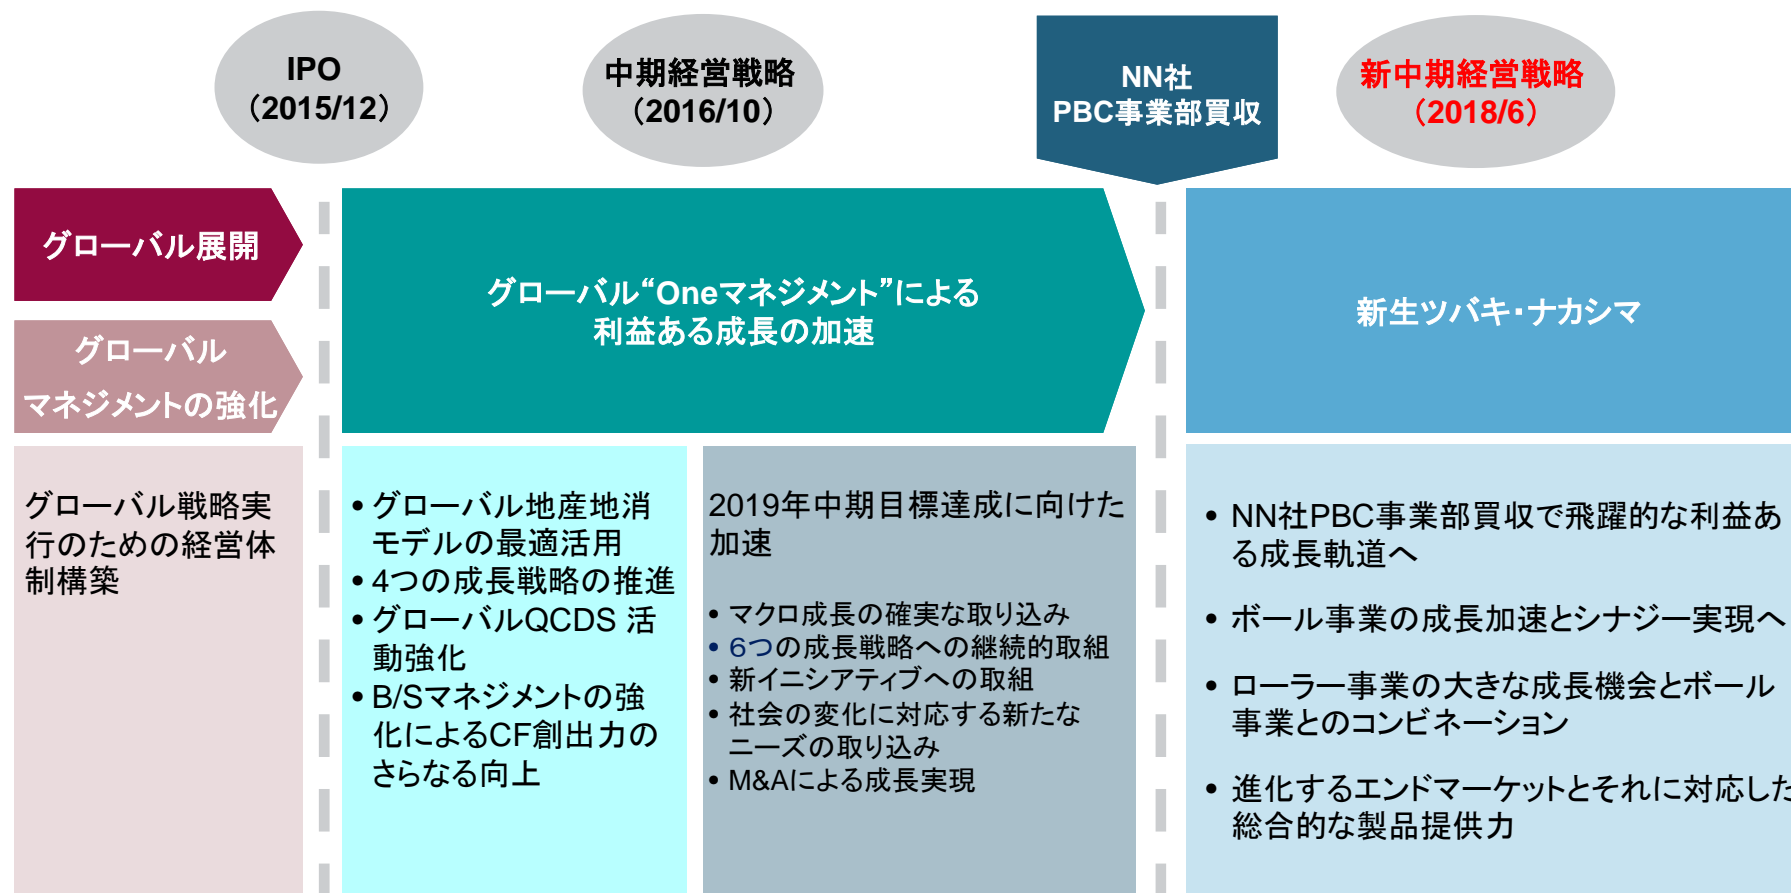 IPO
（2015/12）
中期経営戦略
（2016/10）
NN社
PBC事業部買収
新中期経営戦略
（2018/6）
グローバル展開
グローバル
マネジメントの強化
グローバル“Oneマネジメント”による
利益ある成長の加速
新生ツバキ・ナカシマ
グローバル戦略実
行のための経営体
制構築
• グローバル地産地消
モデルの最適活用
• 4つの成長戦略の推進
• グローバルQCDS 活
動強化
• B/Sマネジメントの強
化によるCF創出力の
さらなる向上
2019年中期目標達成に向けた
加速
• マクロ成長の確実な取り込み
• ６つの成長戦略への継続的取組
• 新イニシアティブへの取組
• 社会の変化に対応する新たな
ニーズの取り込み
• M&Aによる成長実現
• NN社PBC事業部買収で飛躍的な利益あ
る成長軌道へ
• ボール事業の成長加速とシナジー実現へ
• ローラー事業の大きな成長機会とボール
事業とのコンビネーション
• 進化するエンドマーケットとそれに対応した
総合的な製品提供力